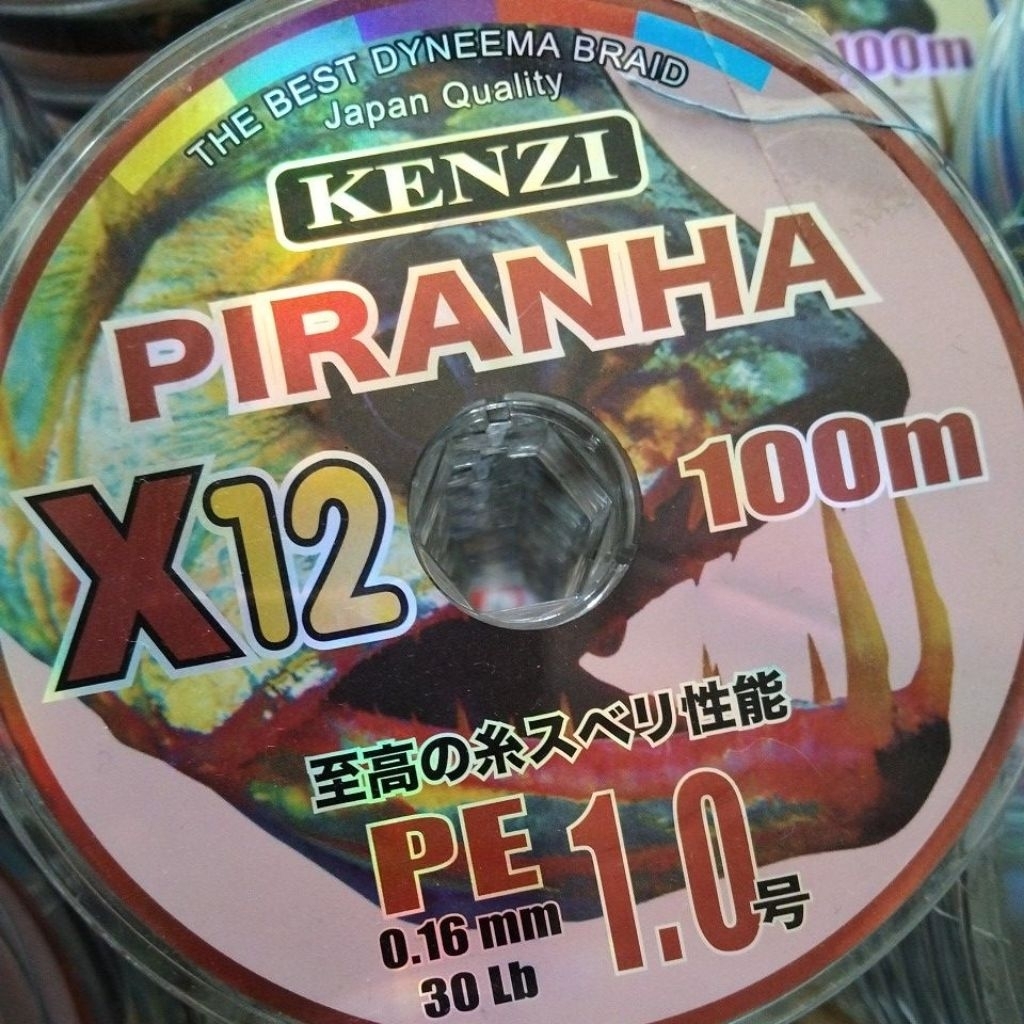 THE BEST DYNEEMA BRAID
Japan Quality
KENZI
PIRANHA
X12
100m
至高の糸スベリ性能
PE 1.0号
0.16 mm
30 Lb
100m